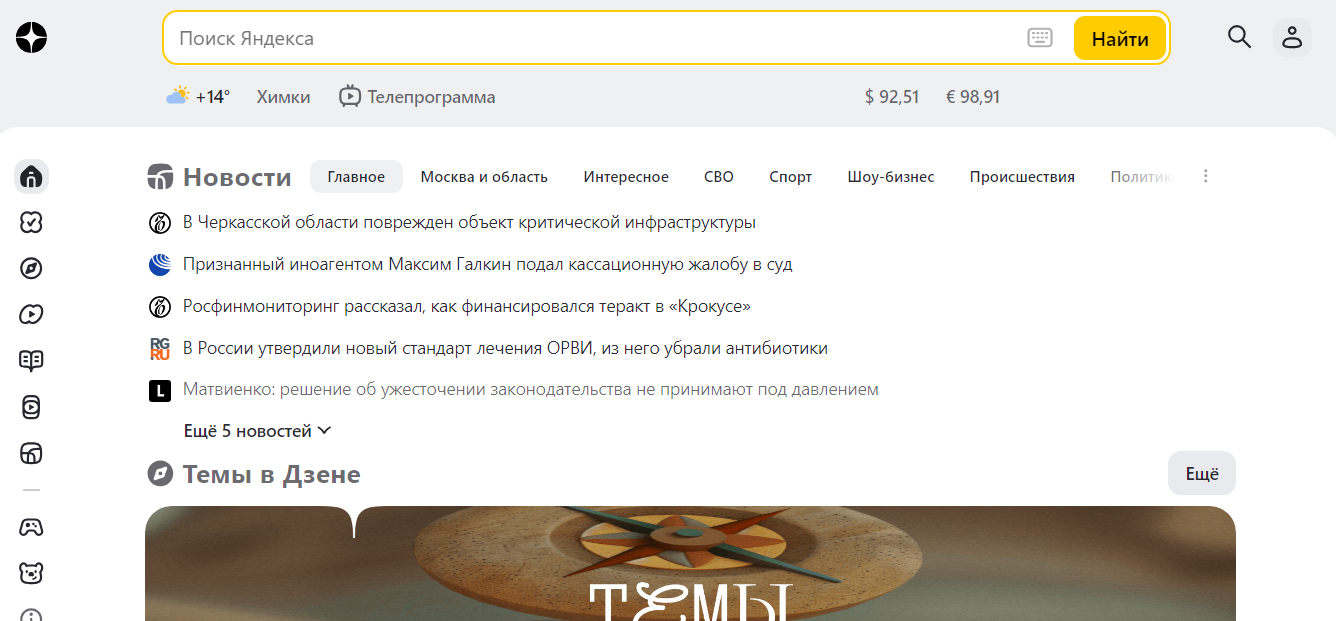 Поиск Яндекса
Найти
+14° Химки Телепрограмма $ 92,51 € 98,91
Новости Главное Москва и область Интересное СВО Спорт Шоу-бизнес Происшествия Политик
В Черкасской области поврежден объект критической инфраструктуры
Признанный иноагентом Максим Галкин подал кассационную жалобу в суд
Росфинмониторинг рассказал, как финансировался теракт в «Крокусе»
RG
RU
В России утвердили новый стандарт лечения ОРВИ, из него убрали антибиотики
L
Матвиенко: решение об ужесточении законодательства не принимают под давлением
Ещё 5 новостей
Темы в Дзене
Ещё
ТЕМЫ